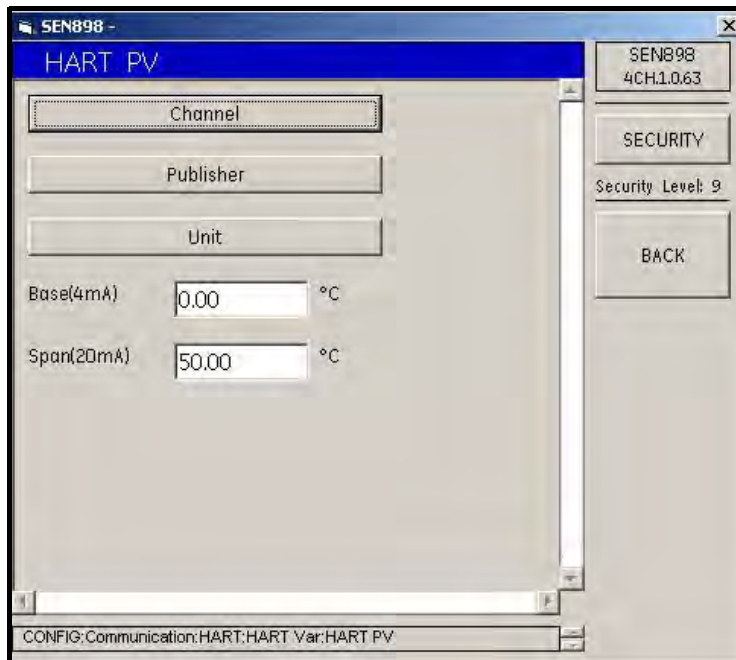 SEN898 -
HART PV
SEN898
4CH.1.0.63
Channel
SECURITY
Publisher
Security Level: 9
Unit
BACK
Base(4mA) 0.00 °C
Span(20mA) 50.00 °C
CONFIG:Communication:HART:HART Var:HART PV